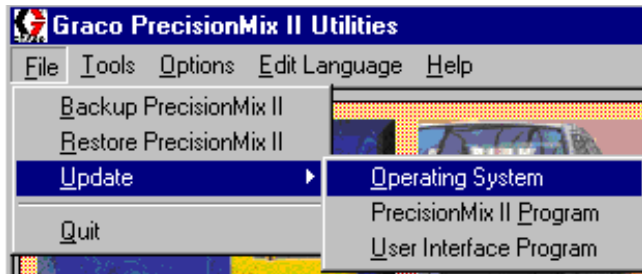 Graco PrecisionMix II Utilities
File Tools Options Edit Language Help
Backup PrecisionMix II
Restore PrecisionMix II
Update
Operating System
PrecisionMix II Program
User Interface Program
Quit